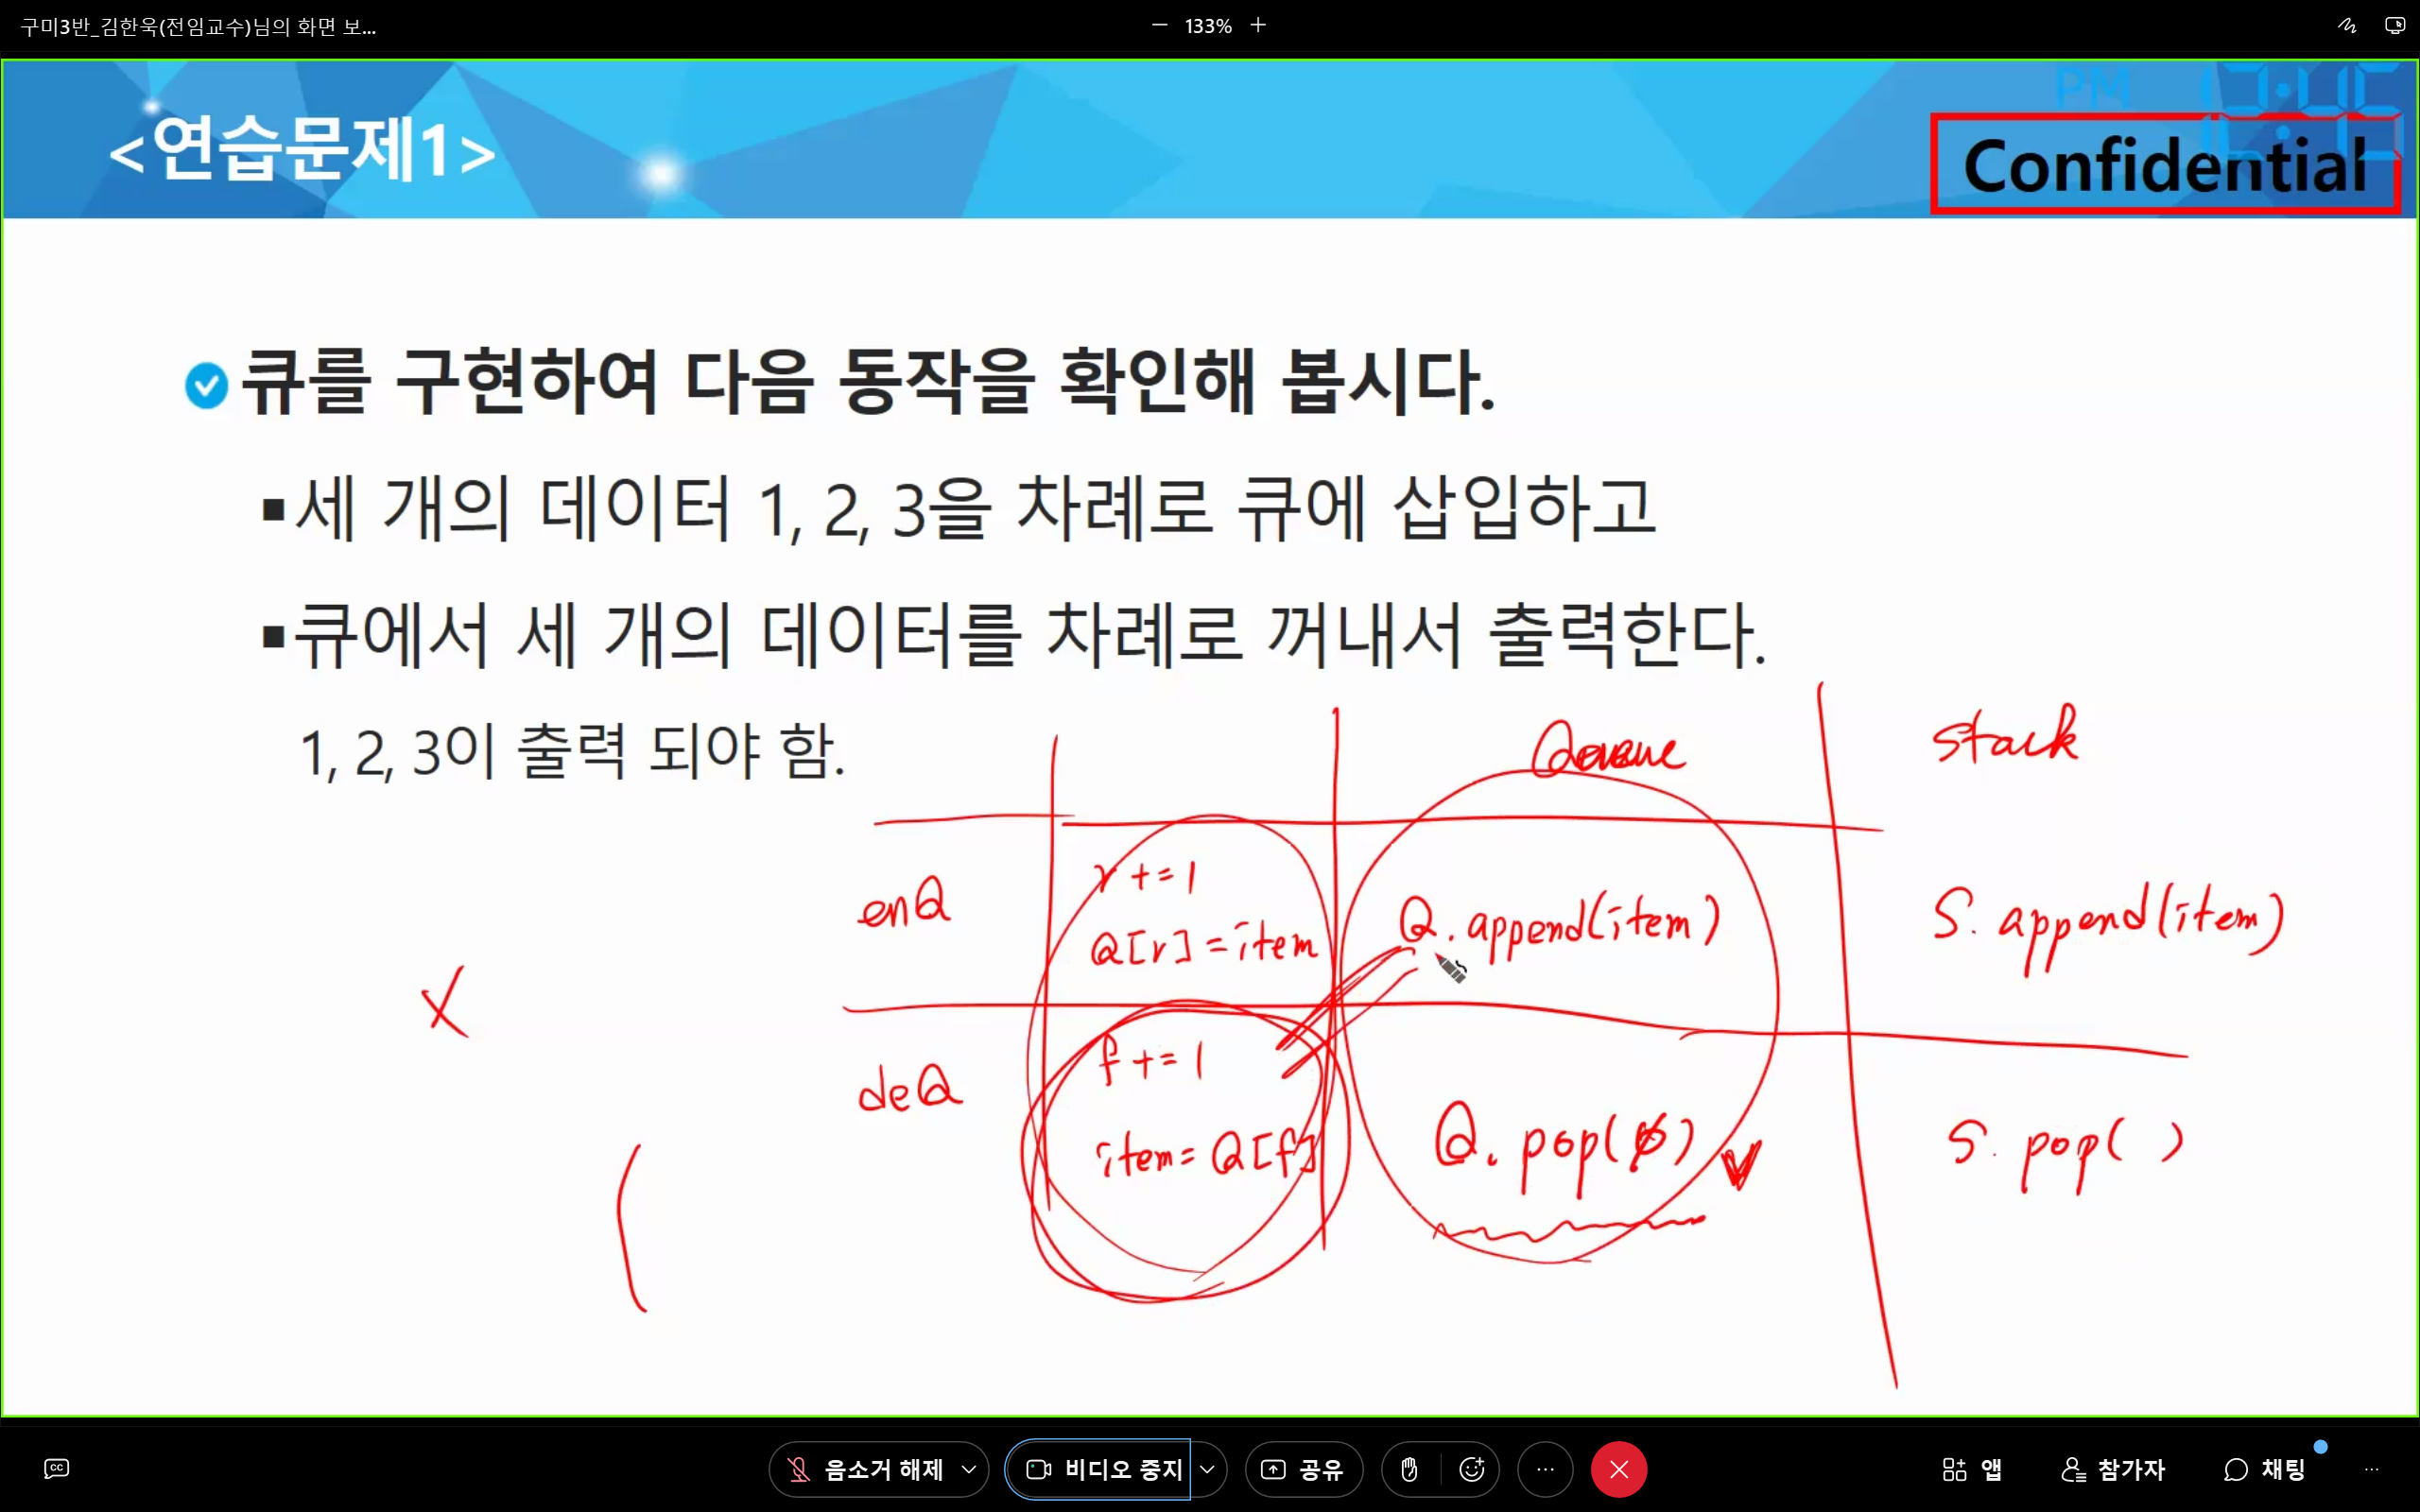 구미3반_김한욱(전임교수)님의 화면 보...
133%
PM 12:45
<연습문제1>
Confidential
큐를 구현하여 다음 동작을 확인해 봅시다.
▪세 개의 데이터 1, 2, 3을 차례로 큐에 삽입하고
▪큐에서 세 개의 데이터를 차례로 꺼내서 출력한다.
1, 2, 3이 출력 되야 함.
stack
enQ
r += 1
Q[r] = item
Q.append(item)
S.append(item)
deQ
f += 1
item = Q[f]
Q.pop(0)
S.pop( )
음소거 해제
비디오 중지
공유
앱
참가자
채팅